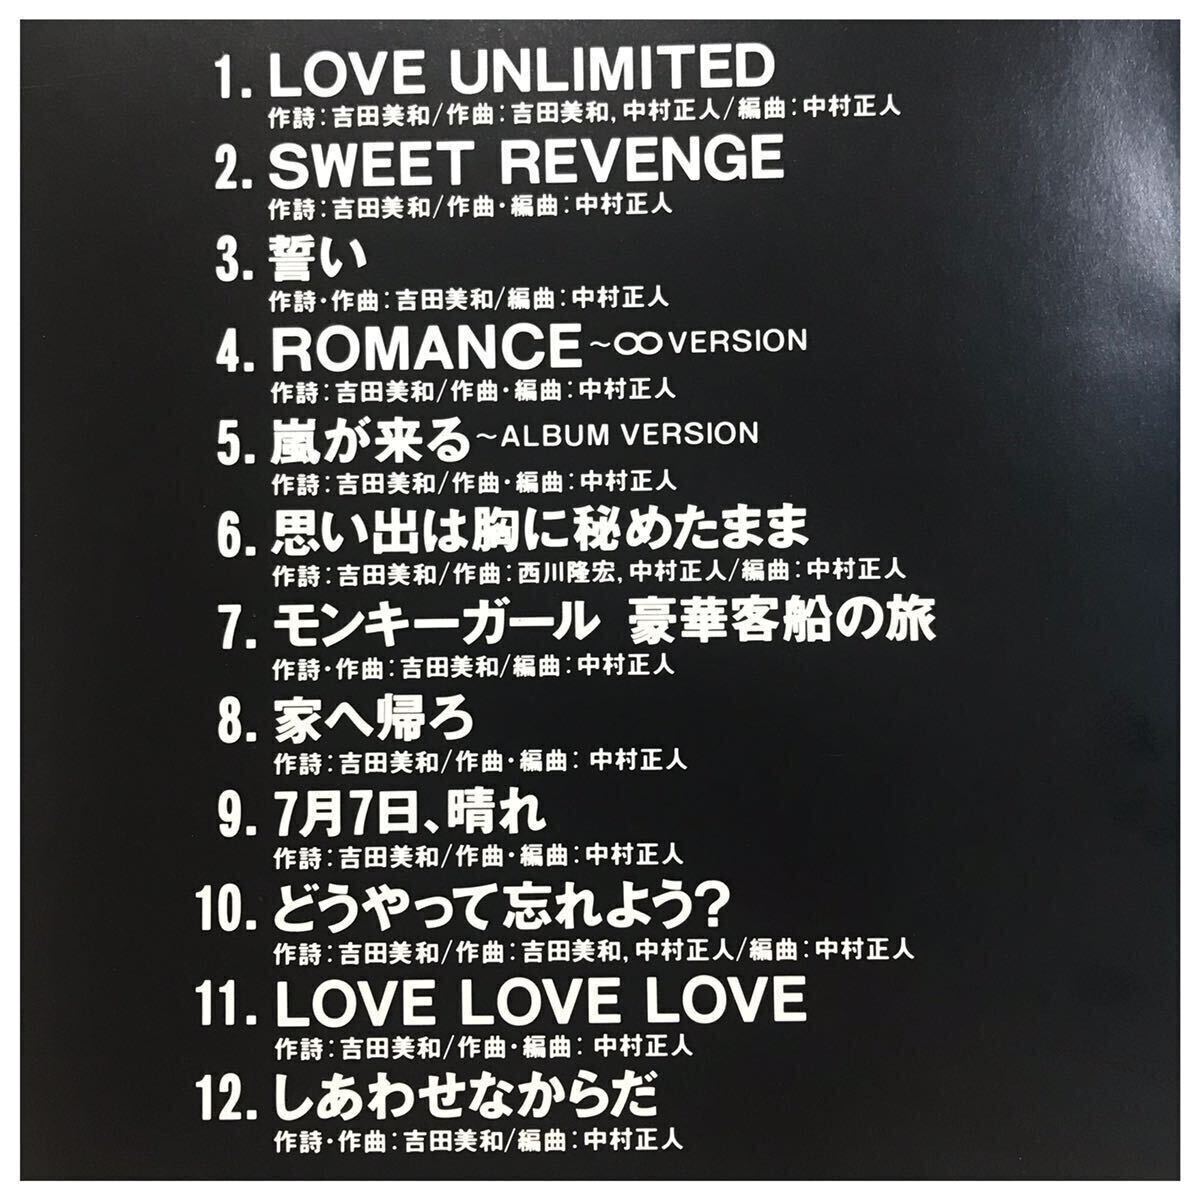 1. LOVE UNLIMITED
作詩：吉田美和/作曲：吉田美和,中村正人/編曲：中村正人
2. SWEET REVENGE
作詩：吉田美和/作曲・編曲：中村正人
3. 誓い
作詩・作曲：吉田美和/編曲：中村正人
4. ROMANCE～∞VERSION
作詩：吉田美和/作曲・編曲：中村正人
5. 嵐が来る～ALBUM VERSION
作詩：吉田美和/作曲・編曲：中村正人
6. 思い出は胸に秘めたまま
作詩：吉田美和/作曲：西川隆宏,中村正人/編曲：中村正人
7. モンキーガール 豪華客船の旅
作詩・作曲：吉田美和/編曲：中村正人
8. 家へ帰ろ
作詩：吉田美和/作曲・編曲：中村正人
9. 7月7日、晴れ
作詩：吉田美和/作曲・編曲：中村正人
10. どうやって忘れよう?
作詩：吉田美和/作曲：吉田美和,中村正人/編曲：中村正人
11. LOVE LOVE LOVE
作詩：吉田美和/作曲・編曲：中村正人
12. しあわせなからだ
作詩・作曲：吉田美和/編曲：中村正人